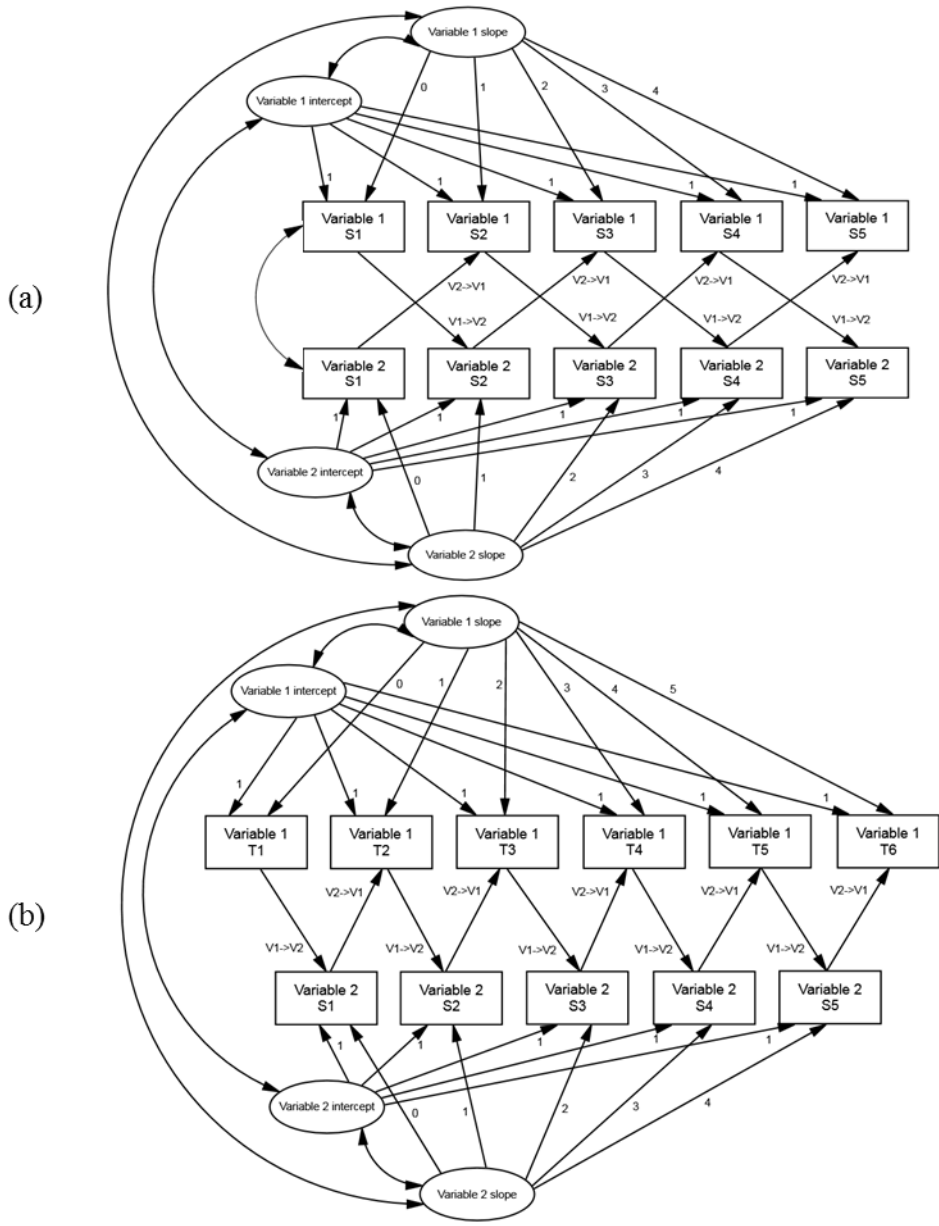 Variable 1 slope
Variable 1 intercept
0
1
2
3
4
1
1
1
1
1
Variable 1
S1
Variable 1
S2
Variable 1
S3
Variable 1
S4
Variable 1
S5
(a)
V2->V1
V2->V1
V2->V1
V2->V1
V1->V2
V1->V2
V1->V2
V1->V2
Variable 2
S1
Variable 2
S2
Variable 2
S3
Variable 2
S4
Variable 2
S5
1
1
1
1
1
Variable 2 intercept
0
1
2
3
4
Variable 2 slope
Variable 1 slope
Variable 1 intercept
0
1
2
3
4
5
1
1
1
1
1
1
Variable 1
T1
Variable 1
T2
Variable 1
T3
Variable 1
T4
Variable 1
T5
Variable 1
T6
(b)
V2->V1
V2->V1
V2->V1
V2->V1
V2->V1
V1->V2
V1->V2
V1->V2
V1->V2
V1->V2
Variable 2
S1
Variable 2
S2
Variable 2
S3
Variable 2
S4
Variable 2
S5
1
1
1
1
1
Variable 2 intercept
0
1
2
3
4
Variable 2 slope